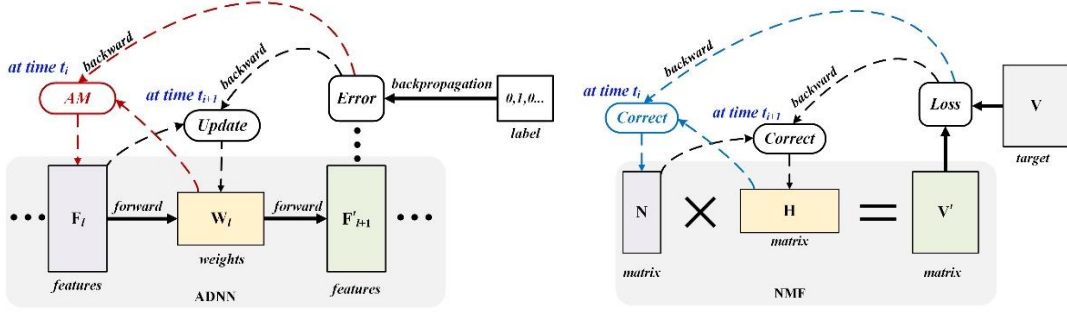 backward
at time tᵢ
AM
backward
at time tᵢ₊₁
Update
Error
backpropagation
0,1,0...
label
Fₗ
forward
Wₗ
forward
F'ₗ₊₁
weights
features
features
ADNN
backward
at time tᵢ
Correct
backward
at time tᵢ₊₁
Correct
Loss
V
target
N
×
H
=
V'
matrix
matrix
matrix
NMF